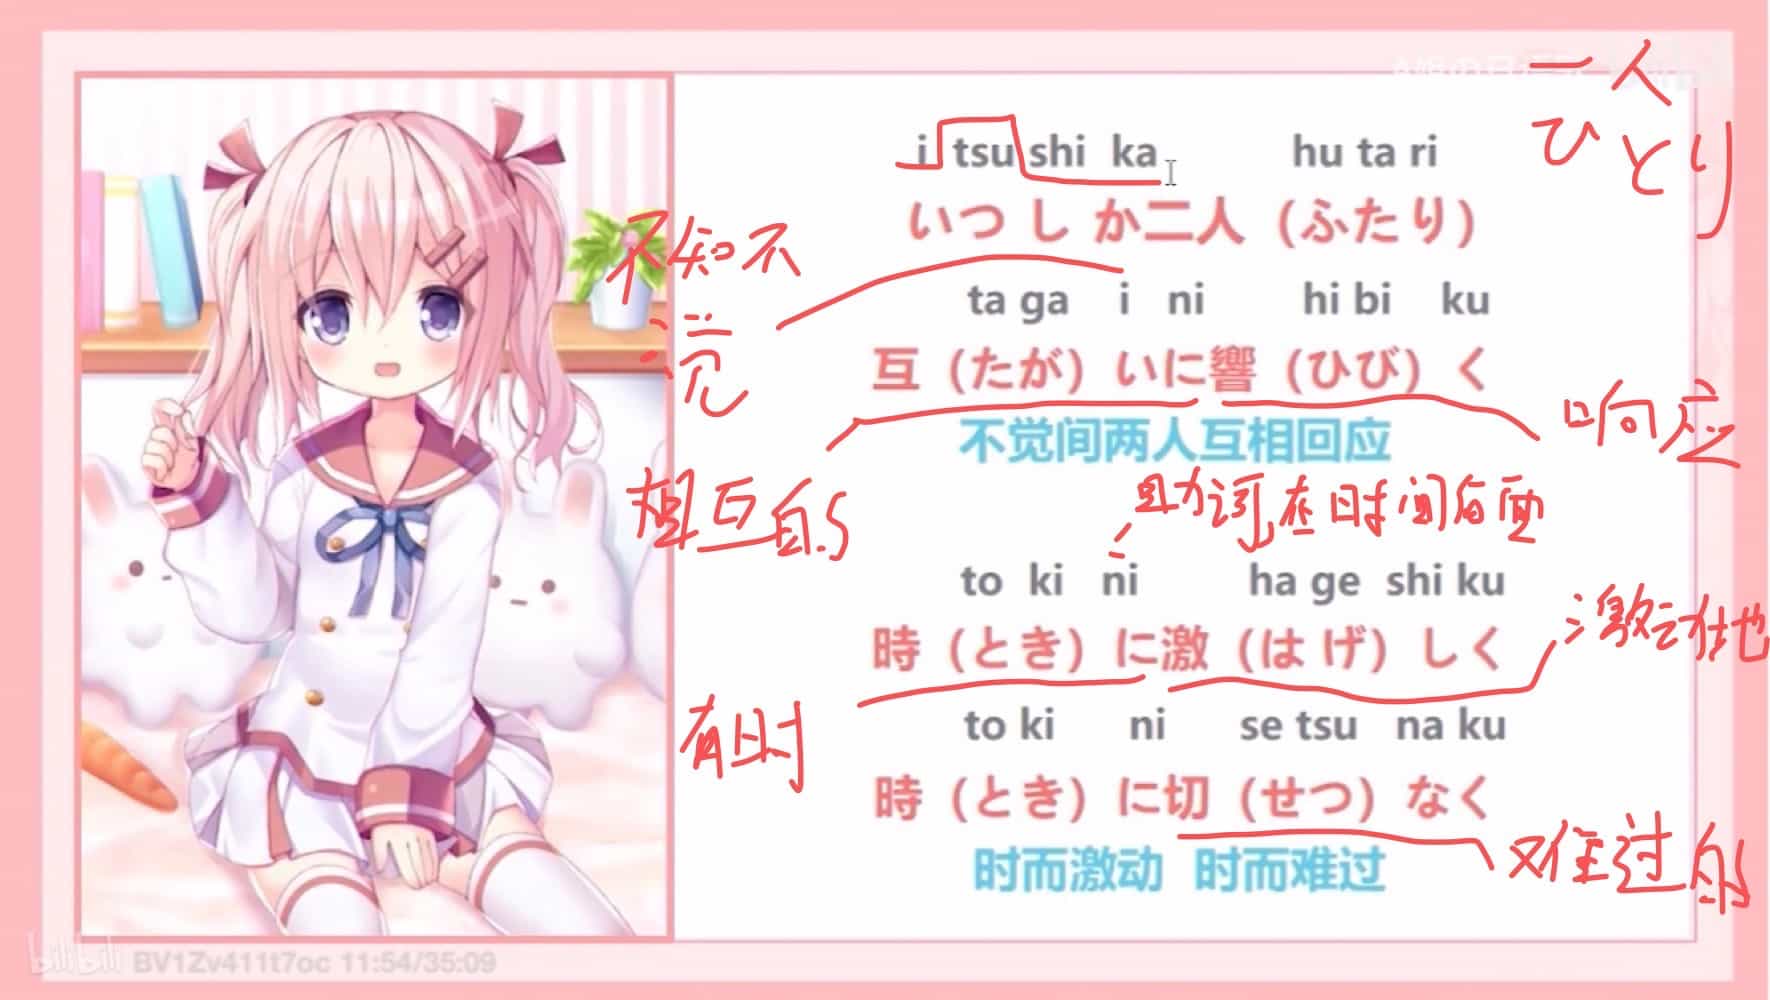 一人
ひとり
i tsu shi ka hu ta ri
いつしか二人（ふたり）
不知不
觉
ta ga i ni hi bi ku
互（たが）いに響（ひび）く
响应
不觉间两人互相回应
相互的
助词,在时间后面
to ki ni ha ge shi ku
時（とき）に激（はげ）しく
激动地
有时
to ki ni se tsu na ku
時（とき）に切（せつ）なく
难过的
时而激动 时而难过
bilibili BV1Zv411t7oc 11:54/35:09